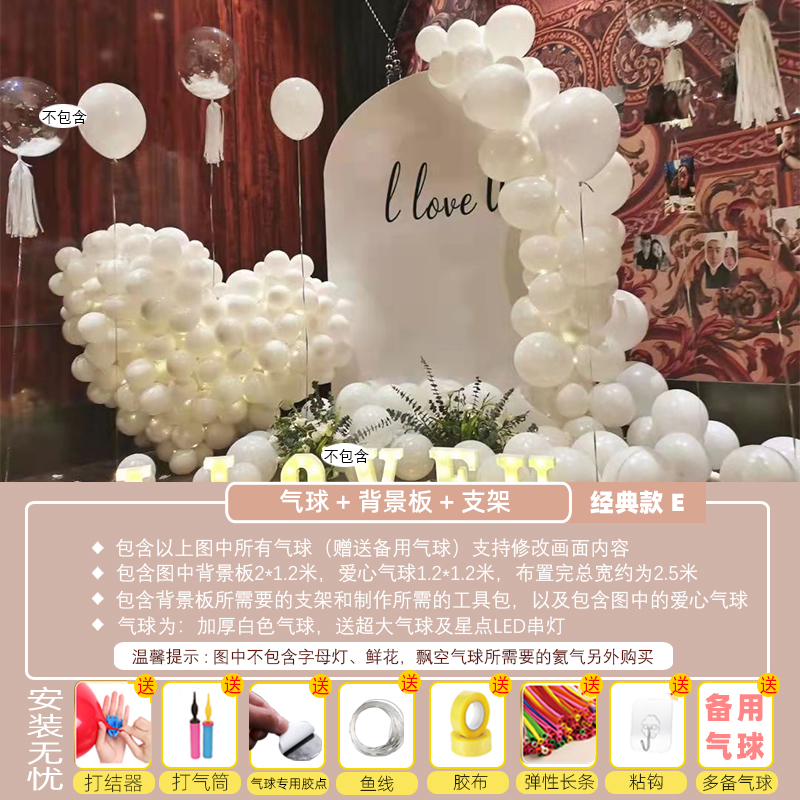 不包含
l love U
不包含
I LOVE U
气球 + 背景板 + 支架
经典款 E
◆ 包含以上图中所有气球（赠送备用气球）支持修改画面内容
◆ 包含图中背景板2*1.2米，爱心气球1.2*1.2米，布置完总宽约为2.5米
◆ 包含背景板所需要的支架和制作所需的工具包，以及包含图中的爱心气球
◆ 气球为：加厚白色气球，送超大气球及星点LED串灯
温馨提示 : 图中不包含字母灯、鲜花，飘空气球所需要的氦气另外购买
安装无忧
送 送 送 送 送 送 送 送
备用
气球
打结器 打气筒 气球专用胶点 鱼线 胶布 弹性长条 粘钩 多备气球